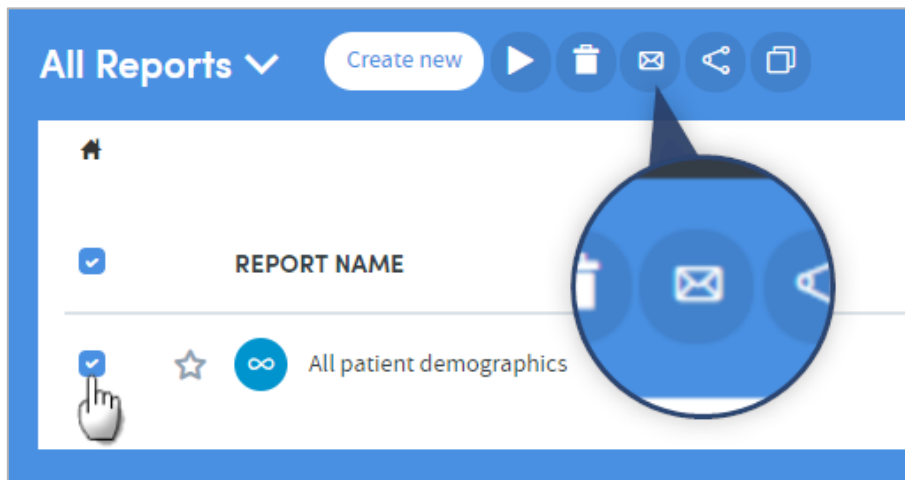 All Reports
Create new
REPORT NAME
All patient demographics